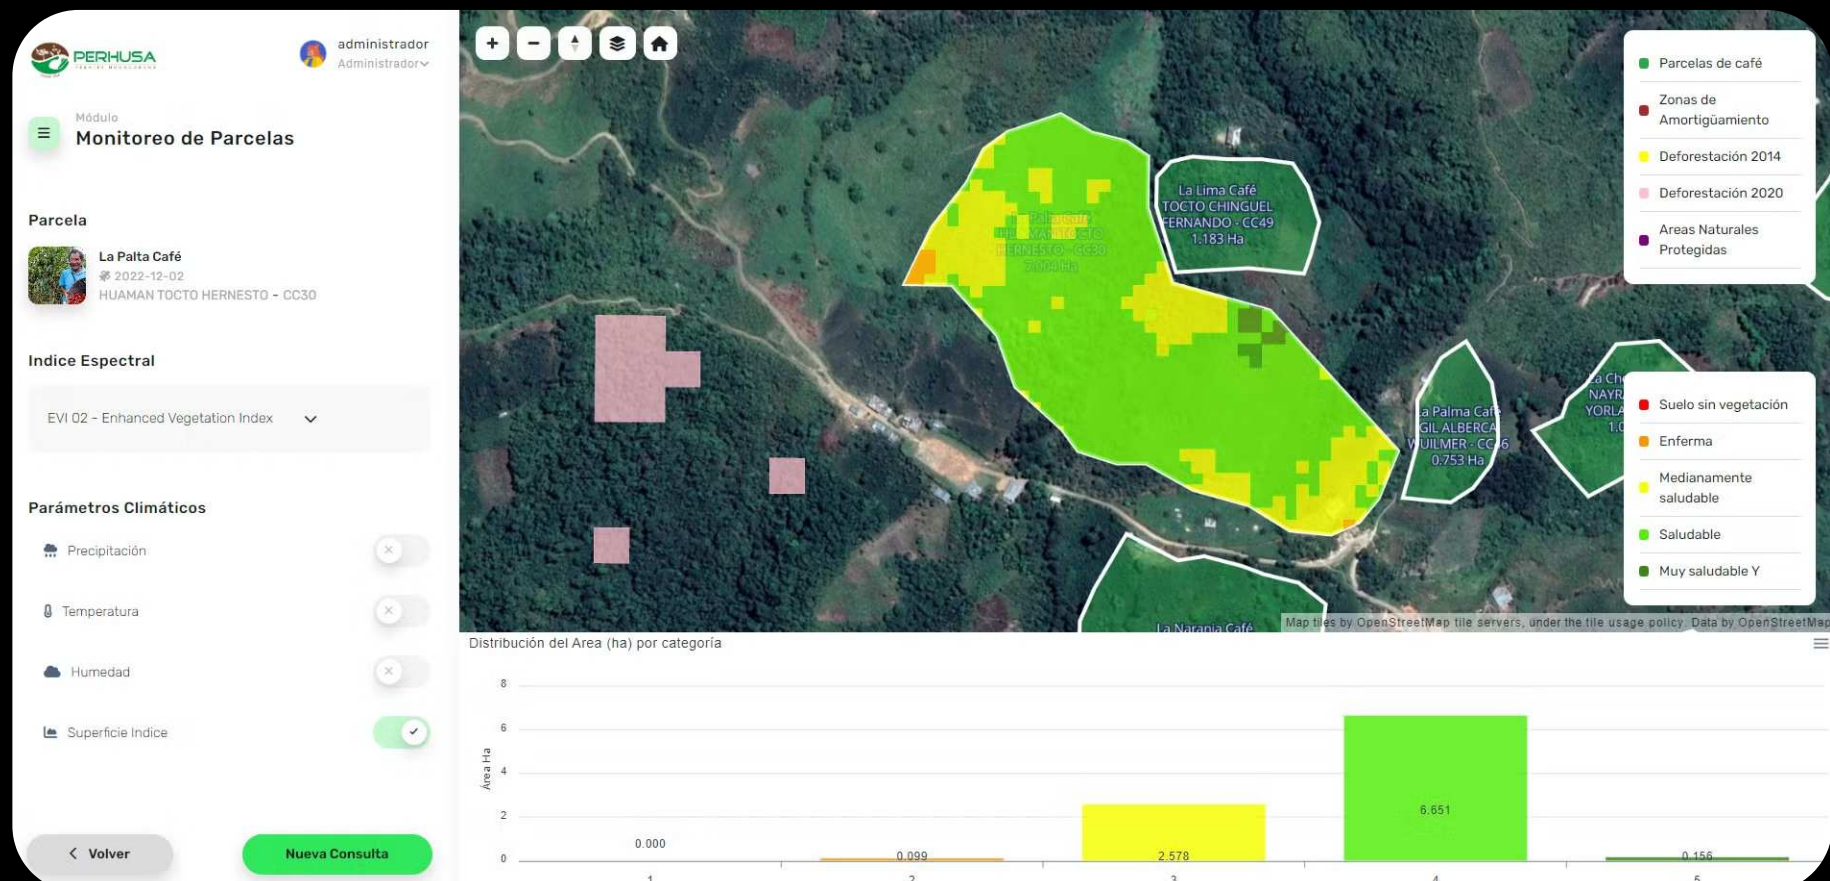 PERHUSA
administrador
Administrador
Módulo
Monitoreo de Parcelas
Parcela
La Palta Café
2022-12-02
HUAMAN TOCTO HERNESTO - CC30
Indice Espectral
EVI 02 - Enhanced Vegetation Index
Parámetros Climáticos
Precipitación
Temperatura
Humedad
Superficie Indice
Volver
Nueva Consulta
Parcelas de café
Zonas de
Amortigüamiento
Deforestación 2014
Deforestación 2020
Areas Naturales
Protegidas
La Lima Café
TOCTO CHINGUEL
FERNANDO - CC49
1.183 Ha
HERNESTO - CC30
La Palma Café
GIL ALBERCA
WUILMER - CC
0.753 Ha
La Naranja Café
Suelo sin vegetación
Enferma
Medianamente
saludable
Saludable
Muy saludable Y
Map tiles by OpenStreetMap tile servers, under the tile usage policy. Data by OpenStreetMap
Distribución del Area (ha) por categoría
Área Ha
8
6
4
2
0
0.000
0.099
2.578
6.651
0.156
1
2
3
4
5